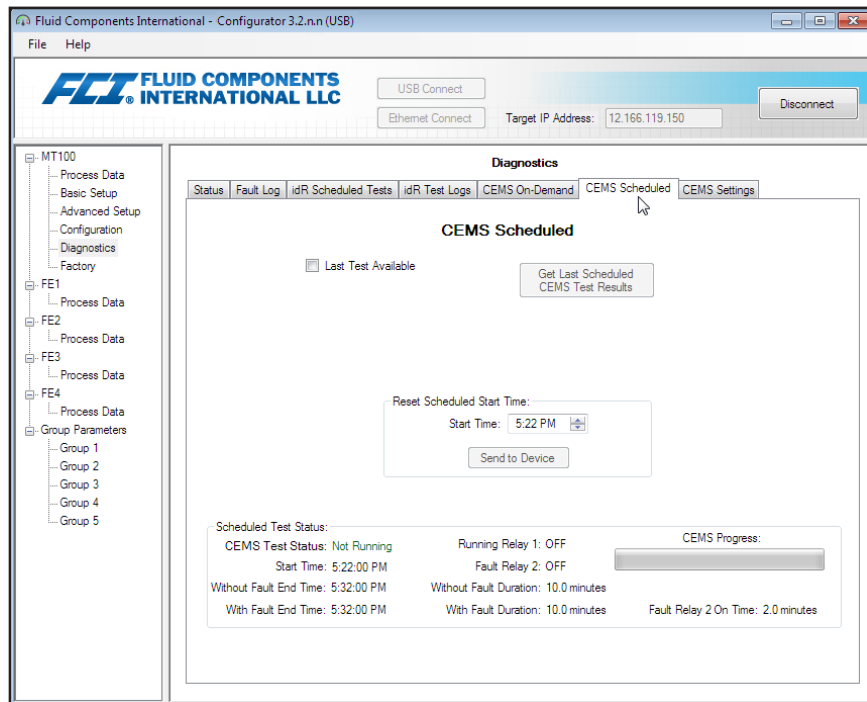 Fluid Components International - Configurator 3.2.n.n (USB)
File Help
FCI FLUID COMPONENTS
® INTERNATIONAL LLC
USB Connect
Ethernet Connect Target IP Address: 12.166.119.150
Disconnect
MT100
Process Data
Basic Setup
Advanced Setup
Configuration
Diagnostics
Factory
FE1
Process Data
FE2
Process Data
FE3
Process Data
FE4
Process Data
Group Parameters
Group 1
Group 2
Group 3
Group 4
Group 5
Diagnostics
Status Fault Log idR Scheduled Tests idR Test Logs CEMS On-Demand CEMS Scheduled CEMS Settings
CEMS Scheduled
Last Test Available
Get Last Scheduled
CEMS Test Results
Reset Scheduled Start Time:
Start Time: 5:22 PM
Send to Device
Scheduled Test Status:
CEMS Test Status: Not Running Running Relay 1: OFF CEMS Progress:
Start Time: 5:22:00 PM Fault Relay 2: OFF
Without Fault End Time: 5:32:00 PM Without Fault Duration: 10.0 minutes
With Fault End Time: 5:32:00 PM With Fault Duration: 10.0 minutes Fault Relay 2 On Time: 2.0 minutes